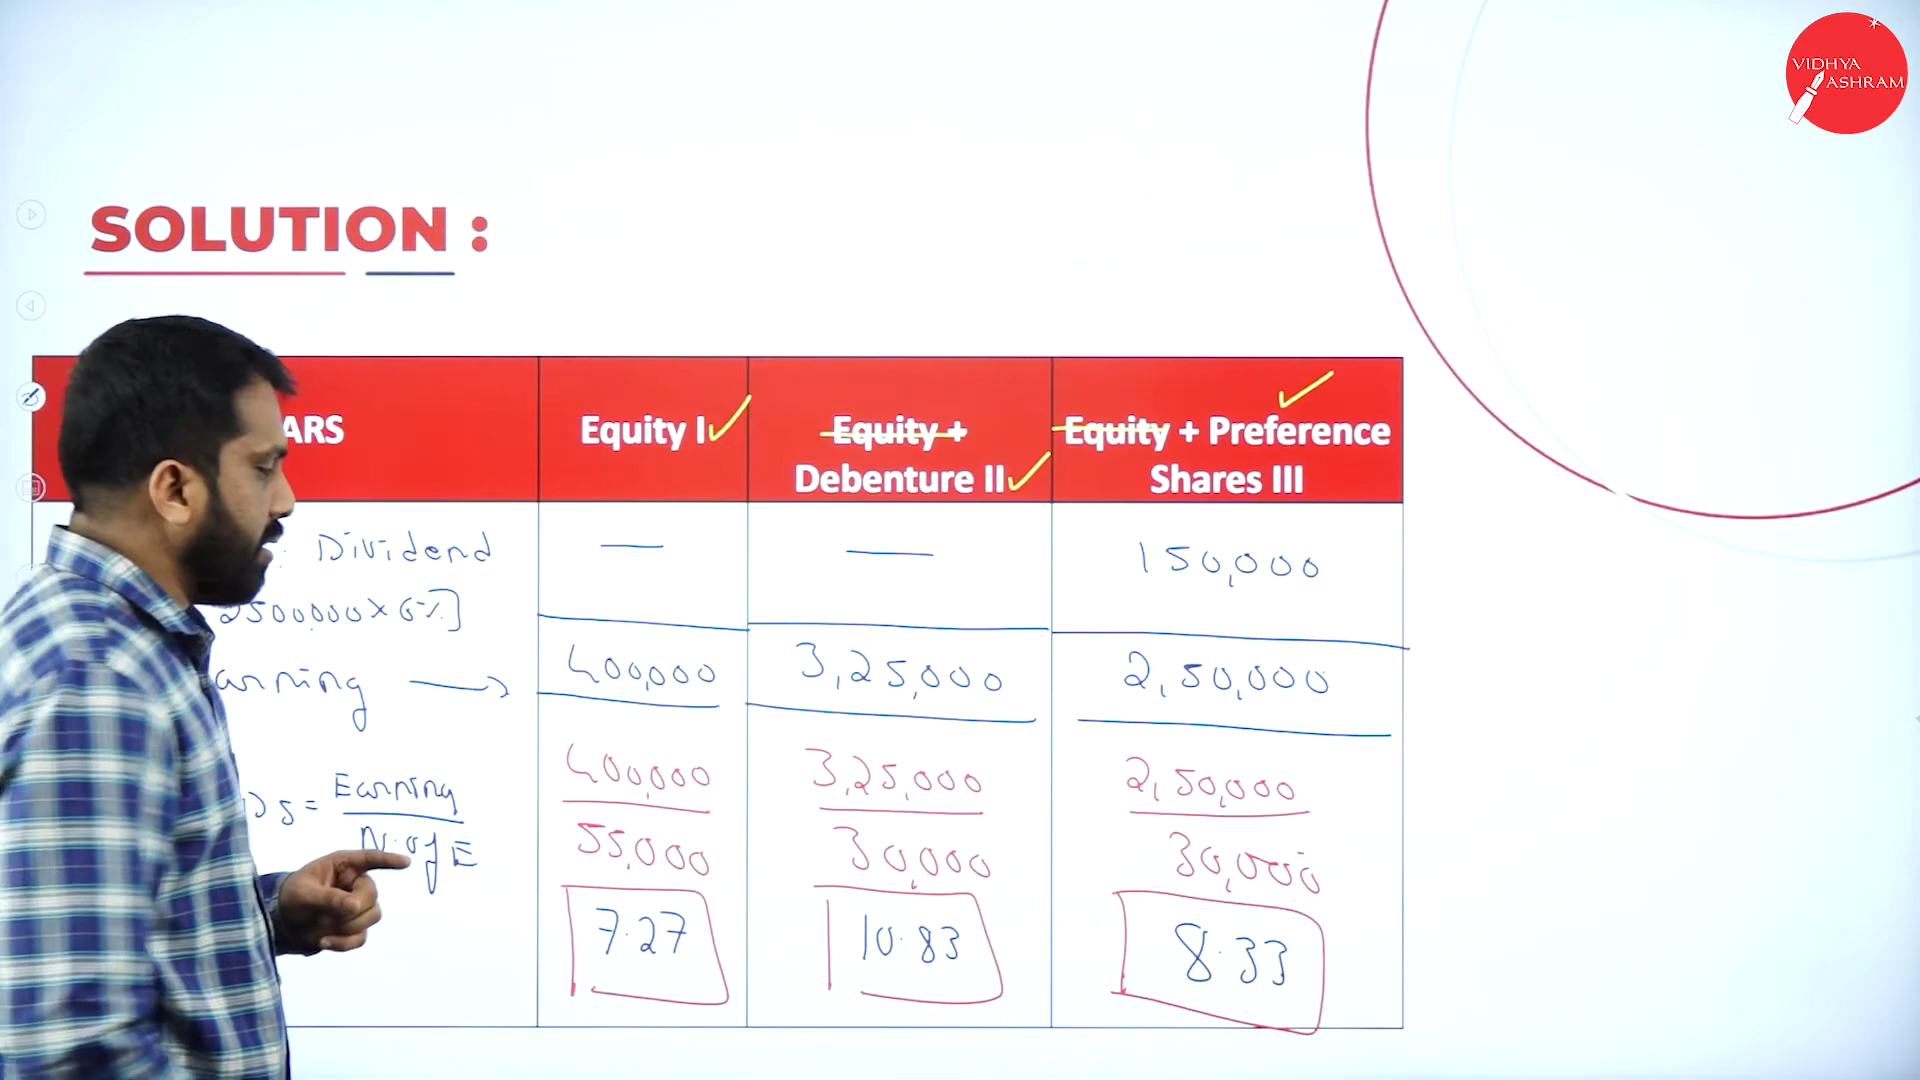 VIDHYA
ASHRAM
SOLUTION :
ARS
Equity I
Equity +
Debenture II
Equity + Preference
Shares III
Dividend
— — 150,000
2500000 × 6%]
arning → 400,000 3,25,000 2,50,000
400,000 3,25,000 2,50,000
55,000 30,000 30,000
s = Earning
N. of E
7.27 10.83 8.33